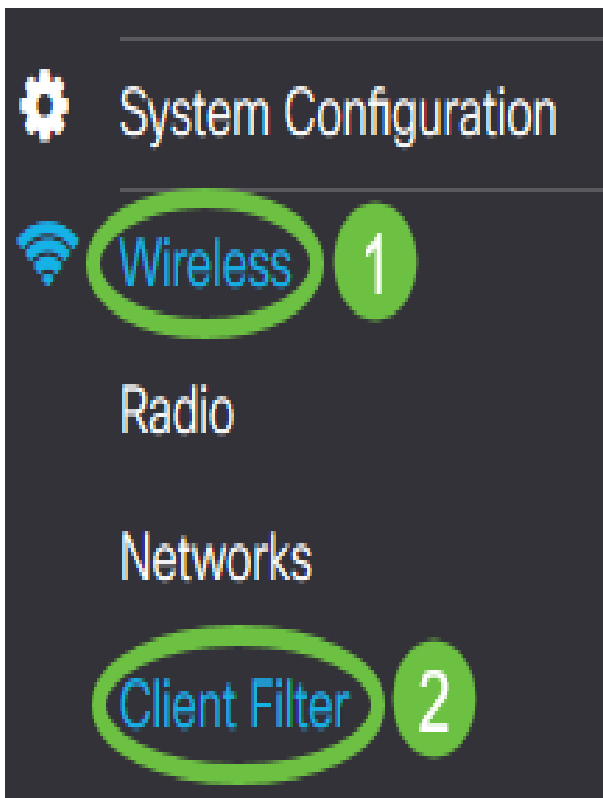 System Configuration
Wireless 1
Radio
Networks
Client Filter 2